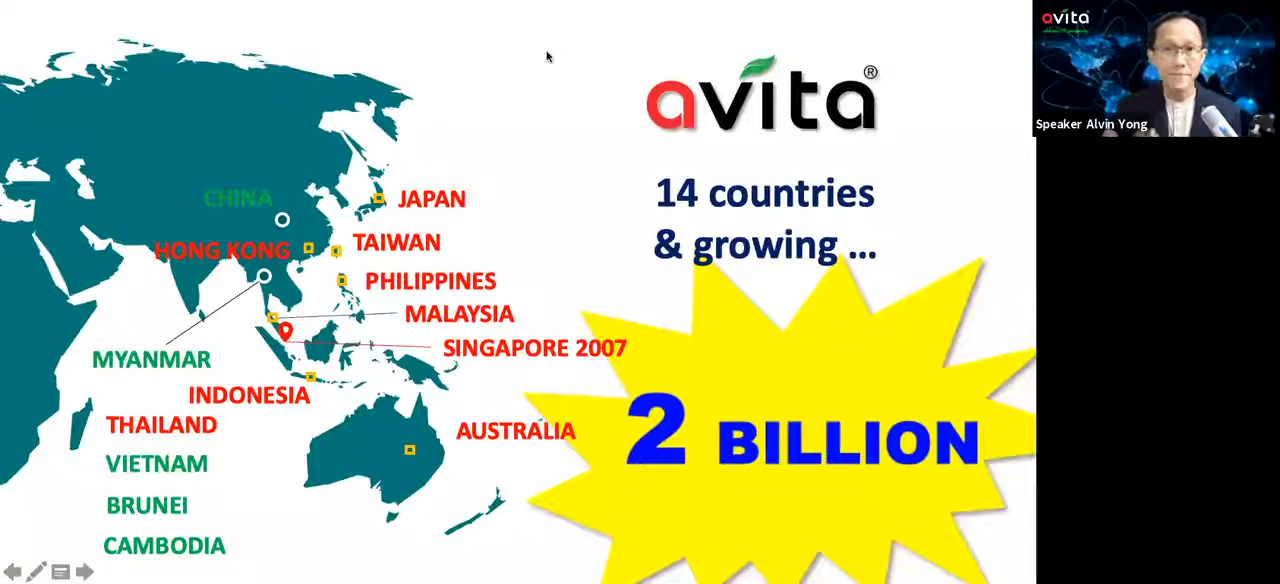 avita®
14 countries
& growing ...
2 BILLION
CHINA
JAPAN
HONG KONG
TAIWAN
PHILIPPINES
MALAYSIA
SINGAPORE 2007
MYANMAR
INDONESIA
THAILAND
AUSTRALIA
VIETNAM
BRUNEI
CAMBODIA
avita
Speaker Alvin Yong